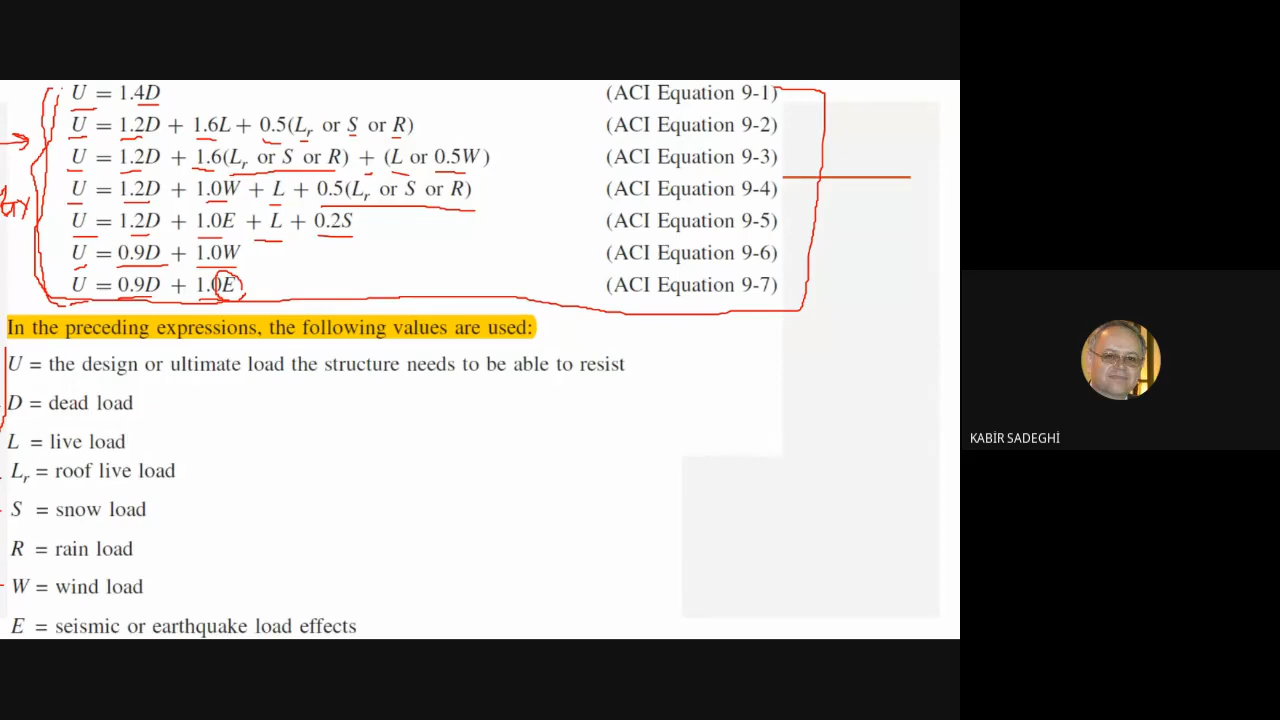 U = 1.4D (ACI Equation 9-1)
U = 1.2D + 1.6L + 0.5(Lr or S or R) (ACI Equation 9-2)
U = 1.2D + 1.6(Lr or S or R) + (L or 0.5W) (ACI Equation 9-3)
U = 1.2D + 1.0W + L + 0.5(Lr or S or R) (ACI Equation 9-4)
U = 1.2D + 1.0E + L + 0.2S (ACI Equation 9-5)
U = 0.9D + 1.0W (ACI Equation 9-6)
U = 0.9D + 1.0E (ACI Equation 9-7)
In the preceding expressions, the following values are used:
U = the design or ultimate load the structure needs to be able to resist
D = dead load
L = live load
Lr = roof live load
S = snow load
R = rain load
W = wind load
E = seismic or earthquake load effects
KABİR SADEGHİ